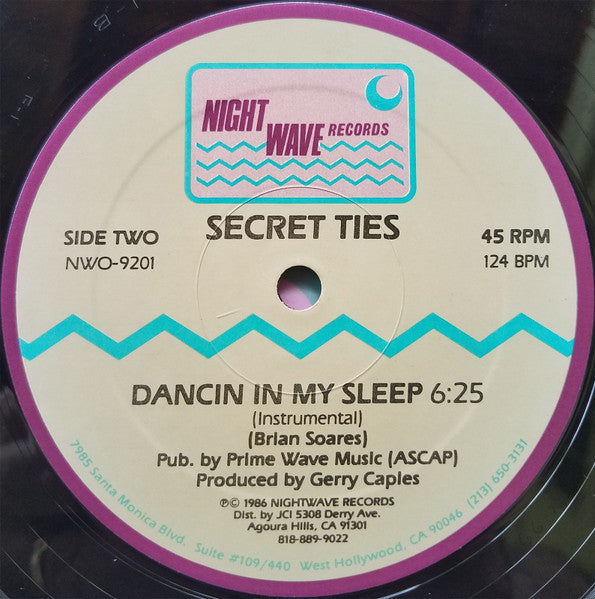 NIGHT
WAVE RECORDS
SECRET TIES
SIDE TWO
NWO-9201
45 RPM
124 BPM
DANCIN IN MY SLEEP 6:25
(Instrumental)
(Brian Soares)
Pub. by Prime Wave Music (ASCAP)
Produced by Gerry Caples
℗© 1986 NIGHTWAVE RECORDS
Dist. by JCI 5308 Derry Ave.
Agoura Hills, CA 91301
818-889-9022
7985 Santa Monica Blvd. Suite #109/440 West Hollywood, CA 90046 (213) 650-3131